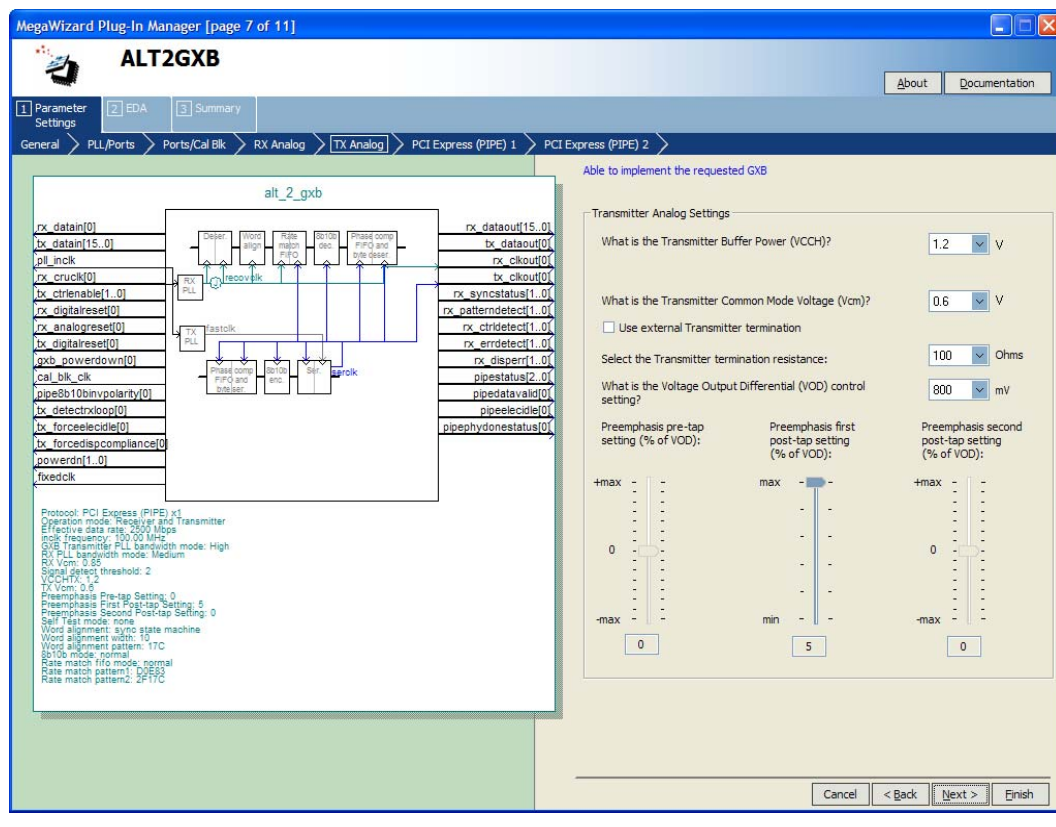 MegaWizard Plug-In Manager [page 7 of 11]
ALT2GXB
About
Documentation
1 Parameter Settings
2 EDA
3 Summary
General
PLL/Ports
Ports/Cal Blk
RX Analog
TX Analog
PCI Express (PIPE) 1
PCI Express (PIPE) 2
alt_2_gxb
rx_datain[0]
tx_datain[15..0]
pll_inclk
rx_cruclk[0]
tx_ctrlenable[1..0]
rx_digitalreset[0]
rx_analogreset[0]
tx_digitalreset[0]
gxb_powerdown[0]
cal_blk_clk
pipe8b10binvpolarity[0]
tx_detectrxloop[0]
tx_forceelecidle[0]
tx_forcedispcompliance[0]
powerdn[1..0]
fixedclk
Deser.
Word align
Rate match FIFO
8b10b dec.
Phase comp FIFO and byte deser.
RX PLL
recovclk
TX PLL
fastclk
Phase comp FIFO and byte ser.
8b10b enc.
Ser.
serclk
rx_dataout[15..0]
tx_dataout[0]
rx_clkout[0]
tx_clkout[0]
rx_syncstatus[1..0]
rx_patterndetect[1..0]
rx_ctrldetect[1..0]
rx_errdetect[1..0]
rx_disperr[1..0]
pipestatus[2..0]
pipedatavalid[0]
pipeelecidle[0]
pipephydonestatus[0]
Protocol: PCI Express (PIPE) x1
Operation mode: Receiver and Transmitter
Effective data rate: 2500 Mbps
inclk frequency: 100.00 MHz
GXB Transmitter PLL bandwidth mode: High
RX PLL bandwidth mode: Medium
RX Vcm: 0.85
Signal detect threshold: 2
VCCHTX: 1.2
TX Vcm: 0.6
Preemphasis Pre-tap Setting: 0
Preemphasis First Post-tap Setting: 5
Preemphasis Second Post-tap Setting: 0
Self Test mode: none
Word alignment: sync state machine
Word alignment width: 10
Word alignment pattern: 17C
8b10b mode: normal
Rate match fifo mode: normal
Rate match pattern1: D0E83
Rate match pattern2: 2F17C
Able to implement the requested GXB
Transmitter Analog Settings
What is the Transmitter Buffer Power (VCCH)?
1.2 V
What is the Transmitter Common Mode Voltage (Vcm)?
0.6 V
Use external Transmitter termination
Select the Transmitter termination resistance:
100 Ohms
What is the Voltage Output Differential (VOD) control
setting?
800 mV
Preemphasis pre-tap
setting (% of VOD):
+max
0
-max
0
Preemphasis first
post-tap setting
(% of VOD):
max
min
5
Preemphasis second
post-tap setting
(% of VOD):
+max
0
-max
0
Cancel
< Back
Next >
Finish